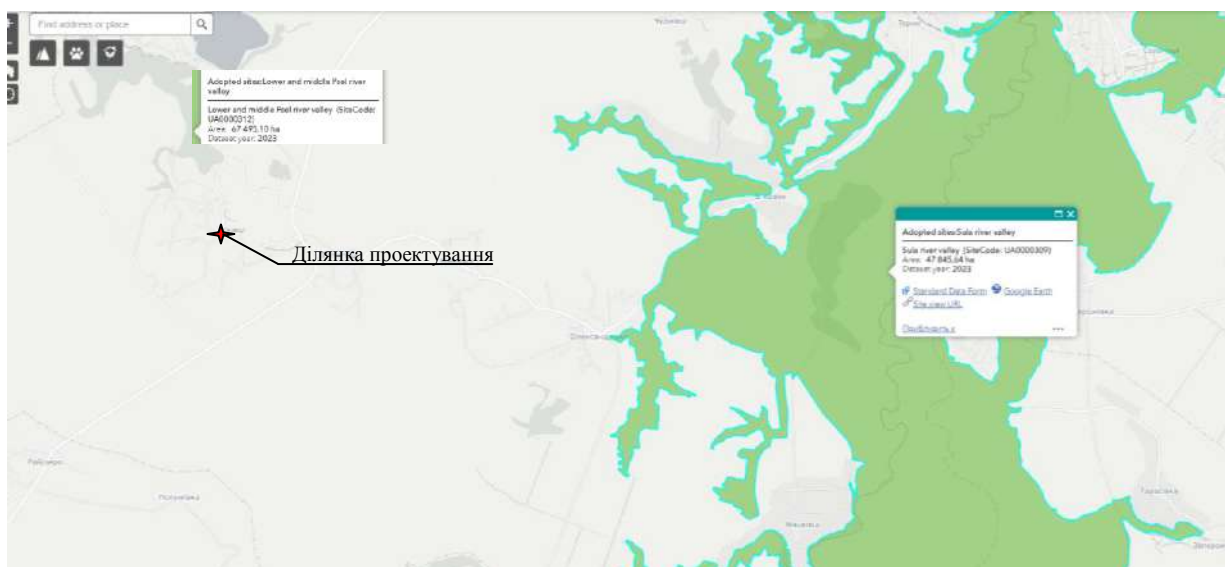 Find address or place
Adopted sites:Lower and middle Psel river
valley
Lower and middle Psel river valley (SiteCode:
UA0000312)
Area: 67 495,10 ha
Dataset year: 2023
Ділянка проектування
Adopted sites:Sula river valley
Sula river valley (SiteCode: UA0000309)
Area: 47 845,64 ha
Dataset year: 2023
Standard Data Form Google Earth
Site view URL
Тарасівка